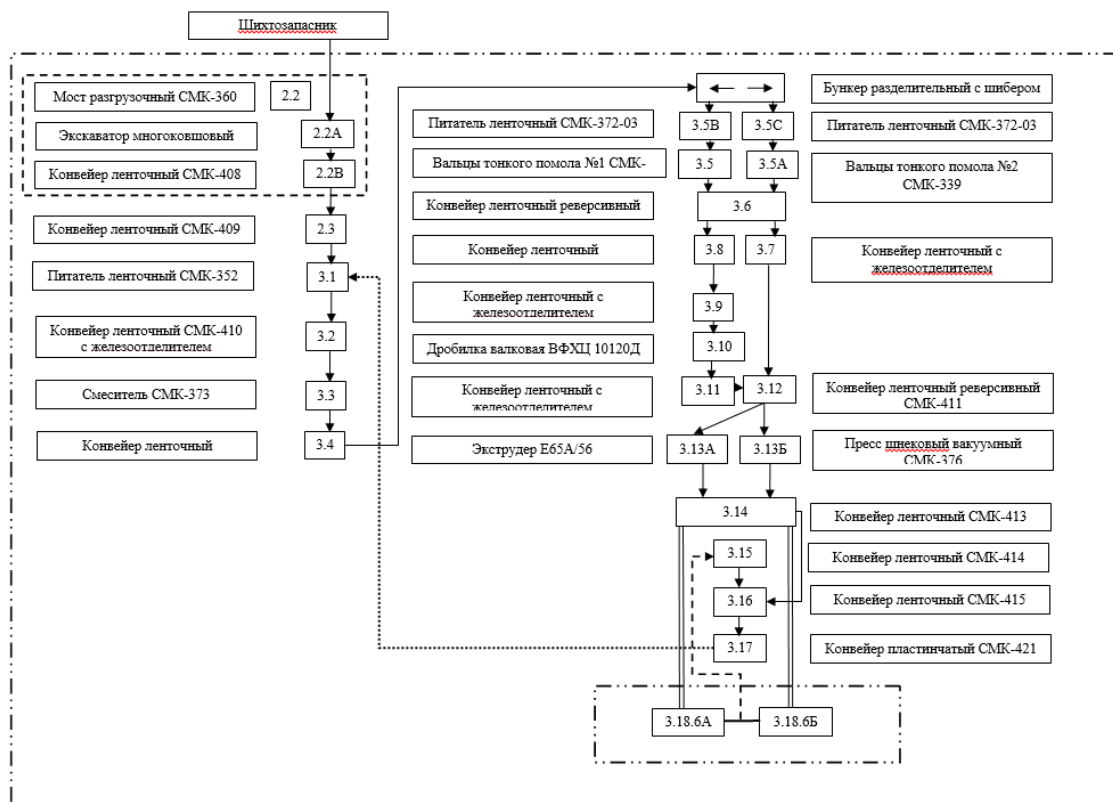 Шихтозапасник
Мост разгрузочный СМК-360
2.2
Экскаватор многоковшовый
2.2А
Конвейер ленточный СМК-408
2.2В
Конвейер ленточный СМК-409
2.3
Питатель ленточный СМК-352
3.1
Конвейер ленточный СМК-410
с железоотделителем
3.2
Смеситель СМК-373
3.3
Конвейер ленточный
3.4
Бункер разделительный с шибером
Питатель ленточный СМК-372-03
3.5В
3.5С
Питатель ленточный СМК-372-03
Вальцы тонкого помола №1 СМК-
3.5
3.5А
Вальцы тонкого помола №2
СМК-339
Конвейер ленточный реверсивный
3.6
Конвейер ленточный
3.8
3.7
Конвейер ленточный с
железоотделителем
Конвейер ленточный с
железоотделителем
3.9
Дробилка валковая ВФХЦ 10120Д
3.10
Конвейер ленточный с
железоотделителем
3.11
3.12
Конвейер ленточный реверсивный
СМК-411
Экструдер Е65А/56
3.13А
3.13Б
Пресс шнековый вакуумный
СМК-376
3.14
Конвейер ленточный СМК-413
3.15
Конвейер ленточный СМК-414
3.16
Конвейер ленточный СМК-415
3.17
Конвейер пластинчатый СМК-421
3.18.6А
3.18.6Б